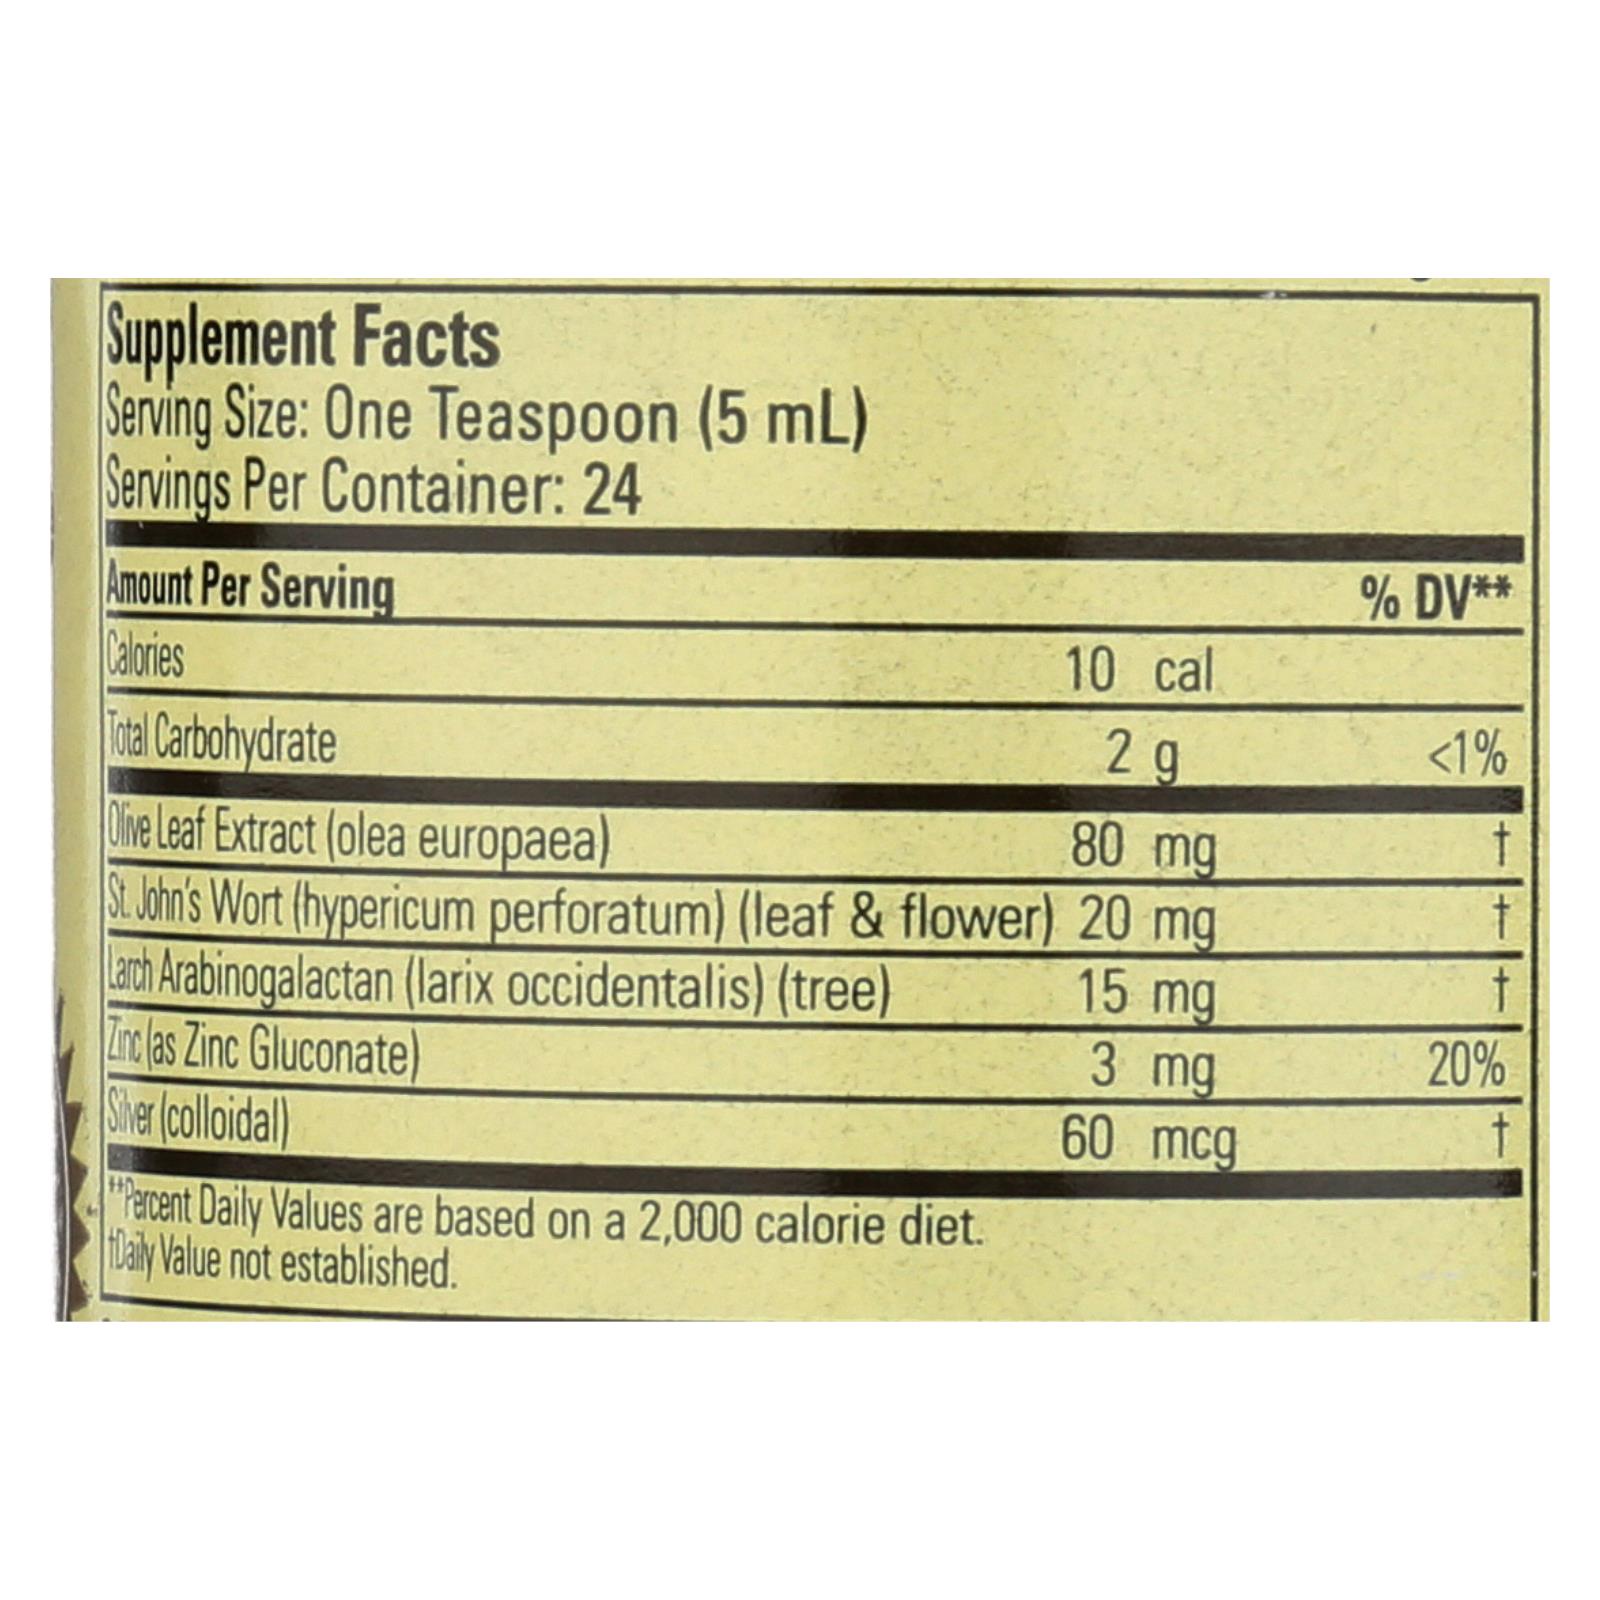 Supplement Facts
Serving Size: One Teaspoon (5 mL)
Servings Per Container: 24
Amount Per Serving % DV**
Calories 10 cal
Total Carbohydrate 2 g <1%
Olive Leaf Extract (olea europaea) 80 mg †
St. John's Wort (hypericum perforatum) (leaf & flower) 20 mg †
Larch Arabinogalactan (larix occidentalis) (tree) 15 mg †
Zinc (as Zinc Gluconate) 3 mg 20%
Silver (colloidal) 60 mcg †
**Percent Daily Values are based on a 2,000 calorie diet.
†Daily Value not established.